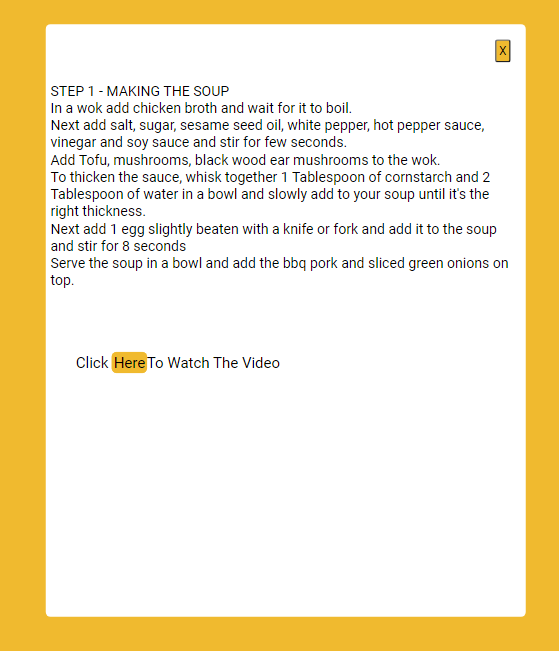 X
STEP 1 - MAKING THE SOUP
In a wok add chicken broth and wait for it to boil.
Next add salt, sugar, sesame seed oil, white pepper, hot pepper sauce,
vinegar and soy sauce and stir for few seconds.
Add Tofu, mushrooms, black wood ear mushrooms to the wok.
To thicken the sauce, whisk together 1 Tablespoon of cornstarch and 2
Tablespoon of water in a bowl and slowly add to your soup until it's the
right thickness.
Next add 1 egg slightly beaten with a knife or fork and add it to the soup
and stir for 8 seconds
Serve the soup in a bowl and add the bbq pork and sliced green onions on
top.
Click Here To Watch The Video